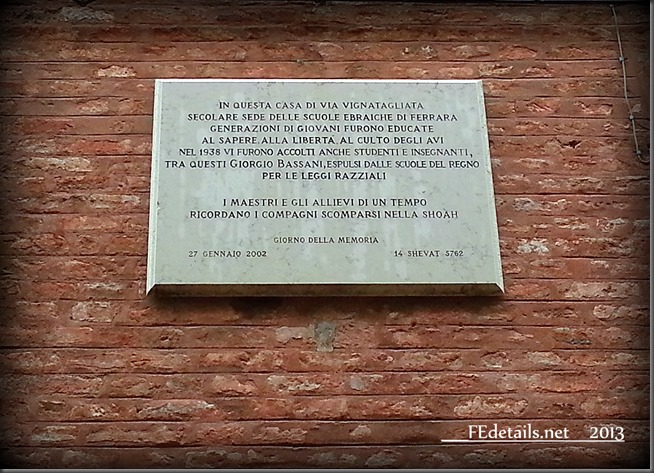 IN QUESTA CASA DI VIA VIGNATAGLIATA
SECOLARE SEDE DELLE SCUOLE EBRAICHE DI FERRARA
GENERAZIONI DI GIOVANI FURONO EDUCATE
AL SAPERE, ALLA LIBERTÀ, AL CULTO DEGLI AVI
NEL 1938 VI FURONO ACCOLTI ANCHE STUDENTI E INSEGNANTI,
TRA QUESTI GIORGIO BASSANI, ESPULSI DALLE SCUOLE DEL REGNO
PER LE LEGGI RAZZIALI
I MAESTRI E GLI ALLIEVI DI UN TEMPO
RICORDANO I COMPAGNI SCOMPARSI NELLA SHOÀH
GIORNO DELLA MEMORIA
27 GENNAIO 2002 14 SHEVAT 5762
FEdetails.net 2013